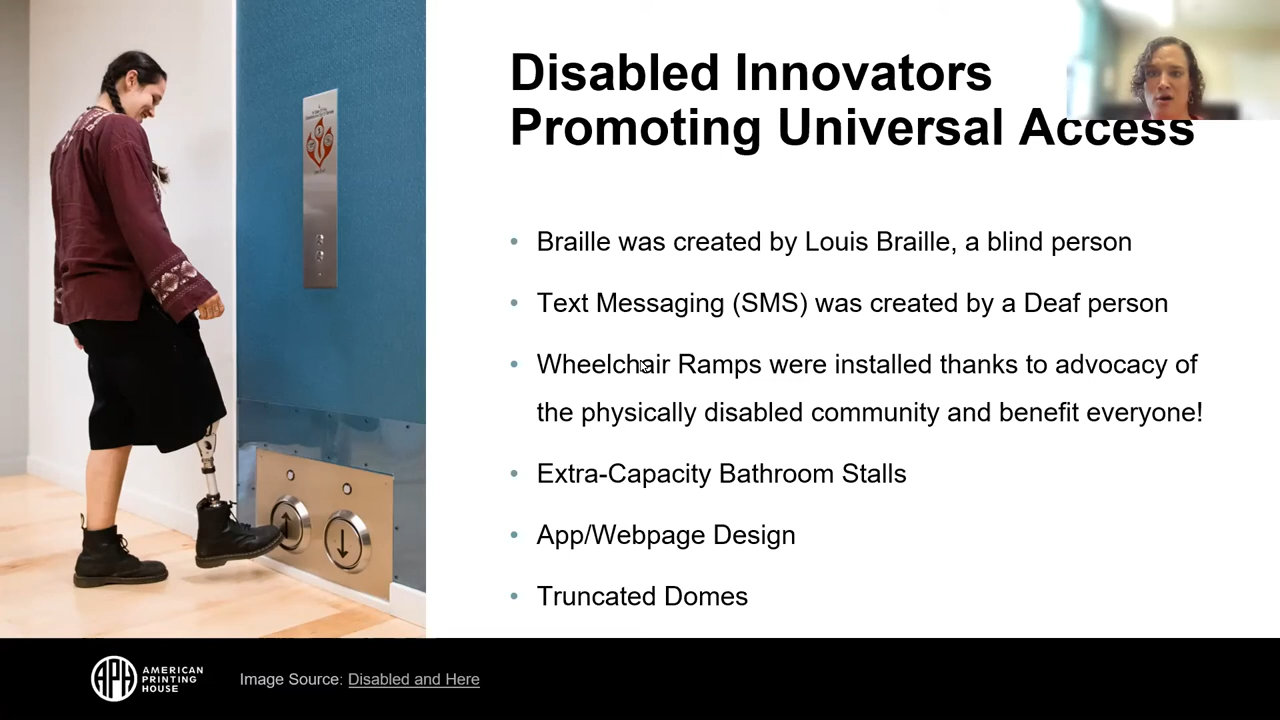 Disabled Innovators
Promoting Universal Access
• Braille was created by Louis Braille, a blind person
• Text Messaging (SMS) was created by a Deaf person
• Wheelchair Ramps were installed thanks to advocacy of
the physically disabled community and benefit everyone!
• Extra-Capacity Bathroom Stalls
• App/Webpage Design
• Truncated Domes
APH
AMERICAN
PRINTING
HOUSE
Image Source: Disabled and Here